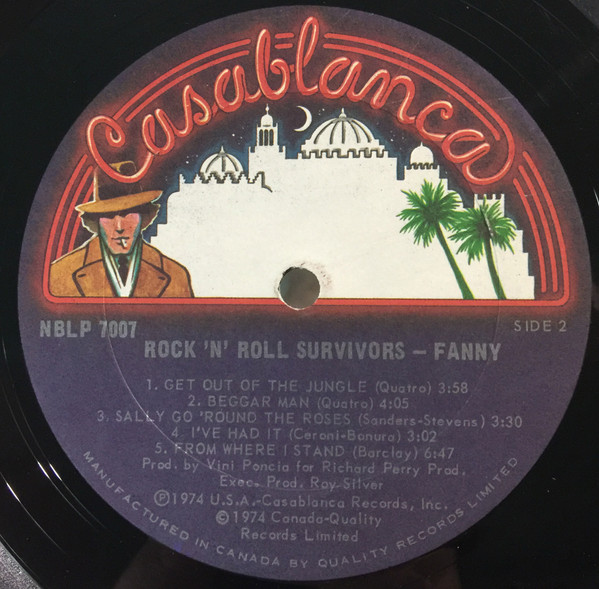 Casablanca
NBLP 7007
SIDE 2
ROCK 'N' ROLL SURVIVORS – FANNY
1. GET OUT OF THE JUNGLE (Quatro) 3:58
2. BEGGAR MAN (Quatro) 4:05
3. SALLY GO 'ROUND THE ROSES (Sanders-Stevens) 3:30
4. I'VE HAD IT (Ceroni-Bonura) 3:02
5. FROM WHERE I STAND (Barclay) 6:47
Prod. by Vini Poncia for Richard Perry Prod.
Exec. Prod. Roy Silver
℗1974 U.S.A.-Casablanca Records, Inc.
©1974 Canada-Quality
Records Limited
MANUFACTURED IN CANADA BY QUALITY RECORDS LIMITED